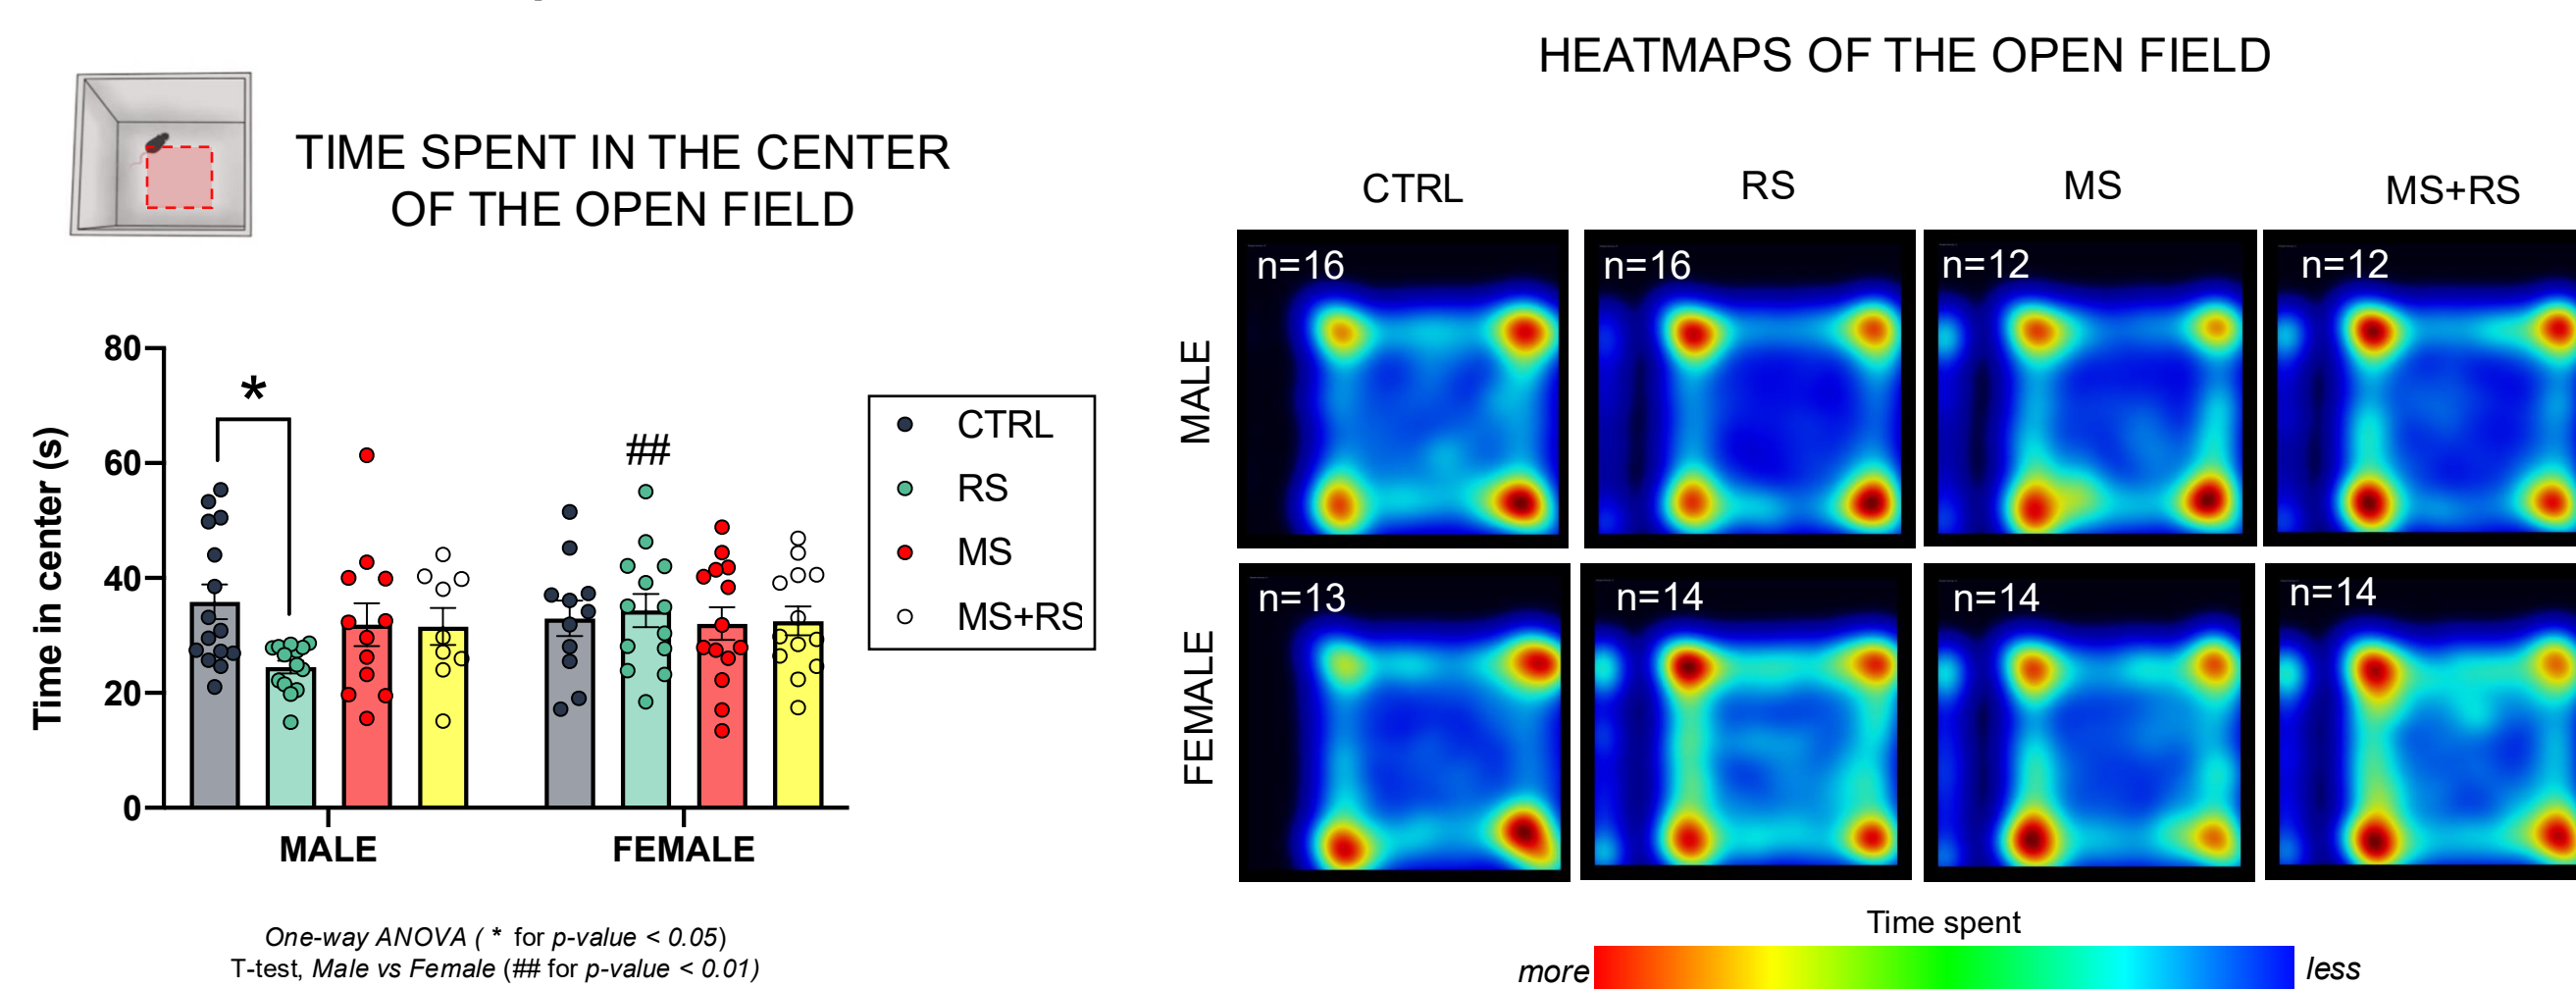 TIME SPENT IN THE CENTER
OF THE OPEN FIELD
Time in center (s)
80
60
40
20
0
*
##
MALE
FEMALE
CTRL
RS
MS
MS+RS
One-way ANOVA ( * for p-value < 0.05)
T-test, Male vs Female (## for p-value < 0.01)
HEATMAPS OF THE OPEN FIELD
CTRL
RS
MS
MS+RS
MALE
n=16
n=16
n=12
n=12
FEMALE
n=13
n=14
n=14
n=14
Time spent
more
less